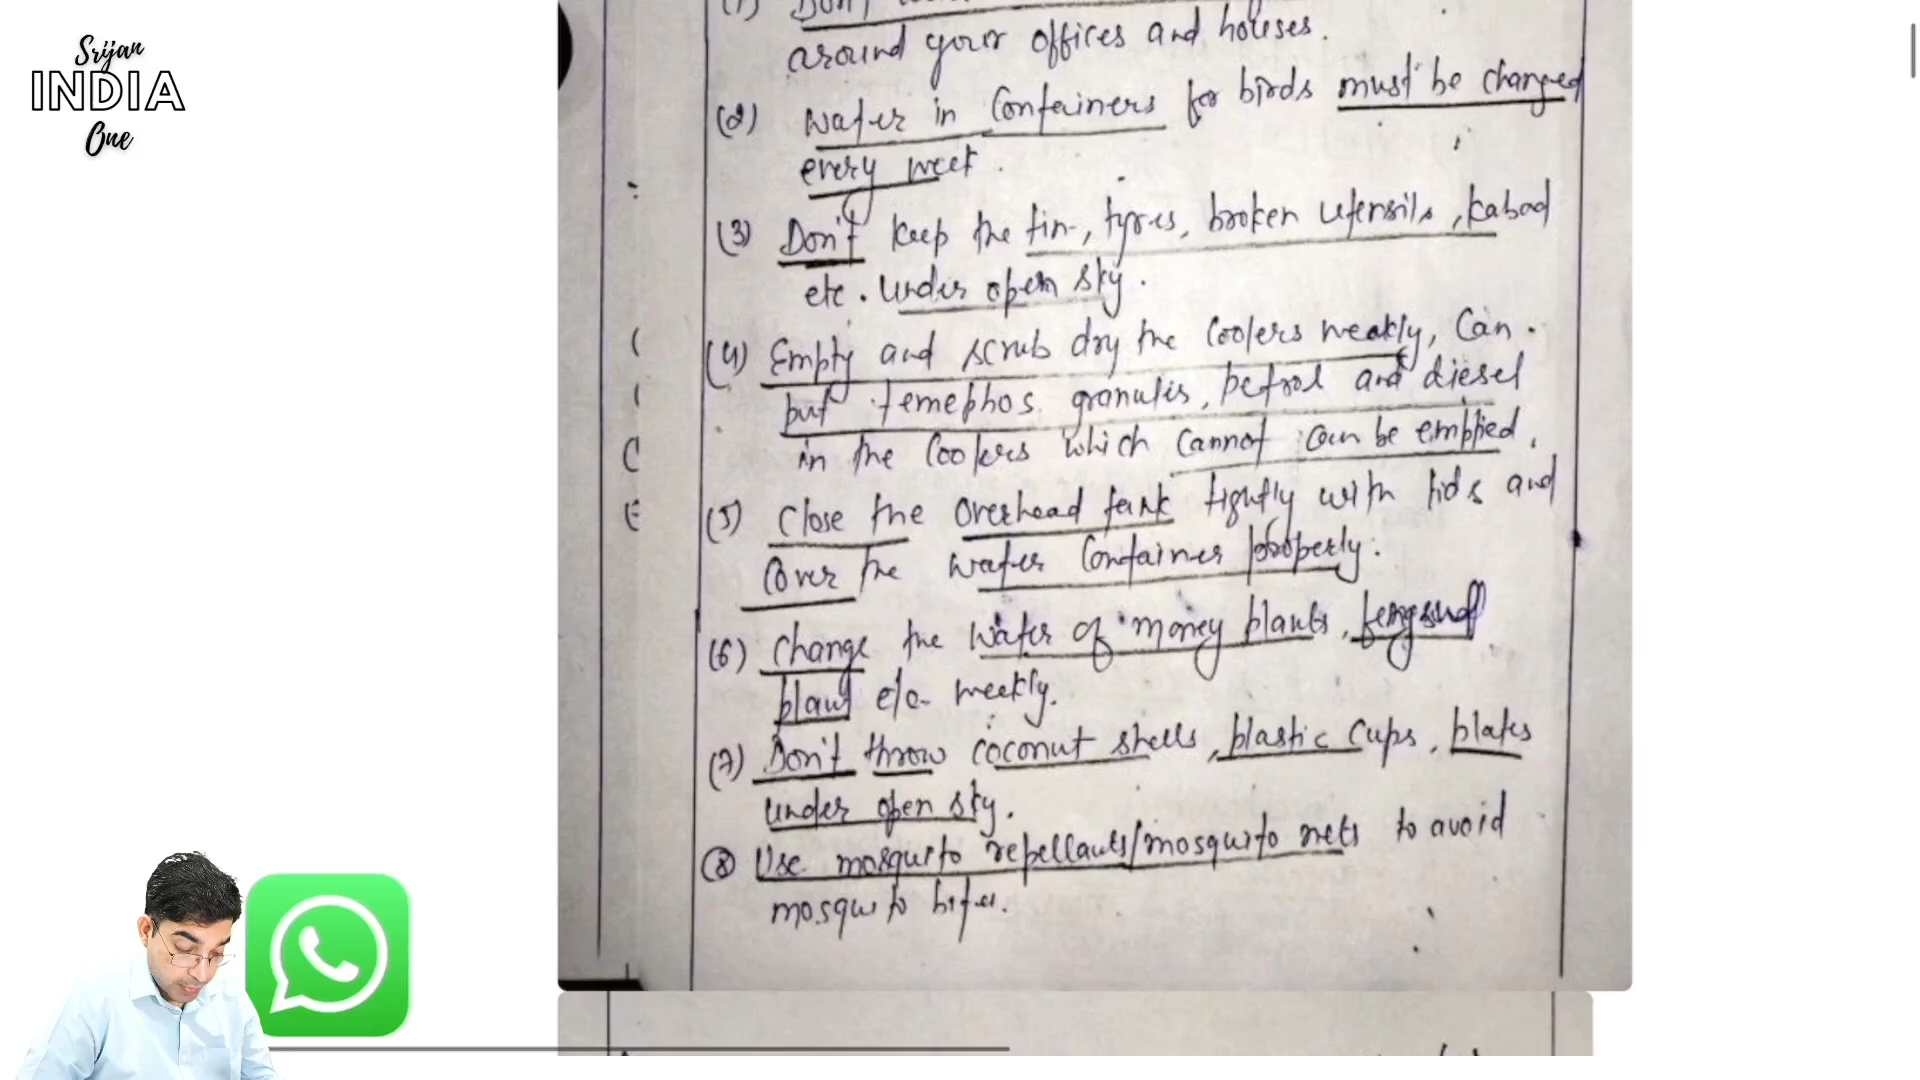 Srijan
INDIA
One
(1) Don't
around your offices and houses.
(2) Water in Containers for birds must be changed
every week.
(3) Don't keep the tin, tyres, broken utensils, kabad
etc. under open sky.
(4) Empty and scrub dry the Coolers weakly, Can
put temephos granules, petrol and diesel
in the Coolers which cannot can be emptied.
(5) Close the Overhead tank tightly with lids and
Cover the water Container properly.
(6) Change the water of money plants,
plant etc. weekly.
(7) Don't throw coconut shells, plastic cups, plates
under open sky.
(8) Use mosquito repellants/mosquito nets to avoid
mosquito bites.